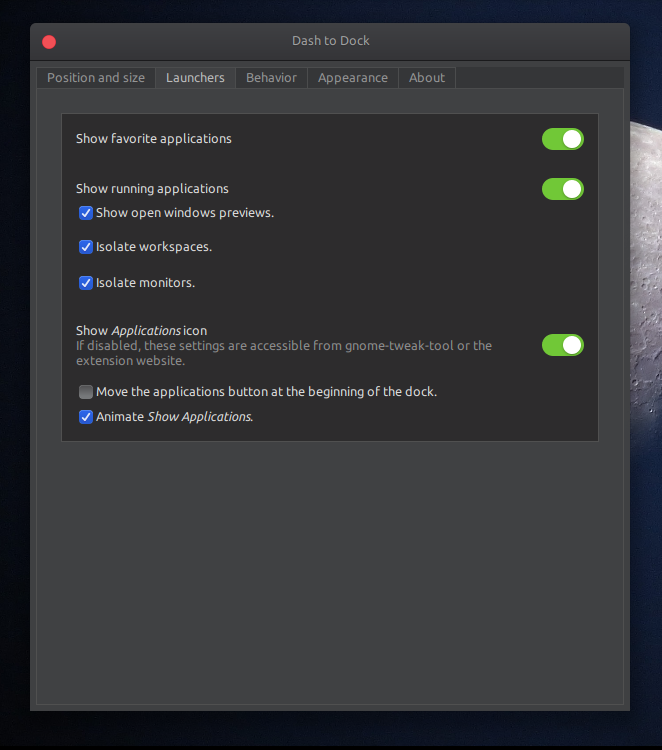 Dash to Dock
Position and size Launchers Behavior Appearance About
Show favorite applications
Show running applications
Show open windows previews.
Isolate workspaces.
Isolate monitors.
Show Applications icon
If disabled, these settings are accessible from gnome-tweak-tool or the
extension website.
Move the applications button at the beginning of the dock.
Animate Show Applications.